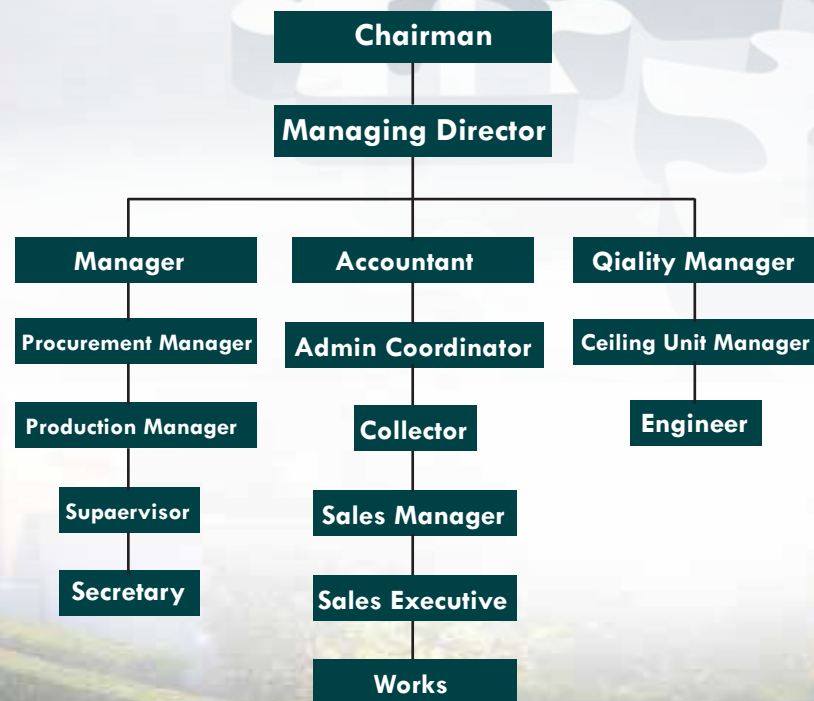 Chairman
Managing Director
Manager
Accountant
Qiality Manager
Procurement Manager
Admin Coordinator
Ceiling Unit Manager
Production Manager
Collector
Engineer
Supaervisor
Sales Manager
Secretary
Sales Executive
Works